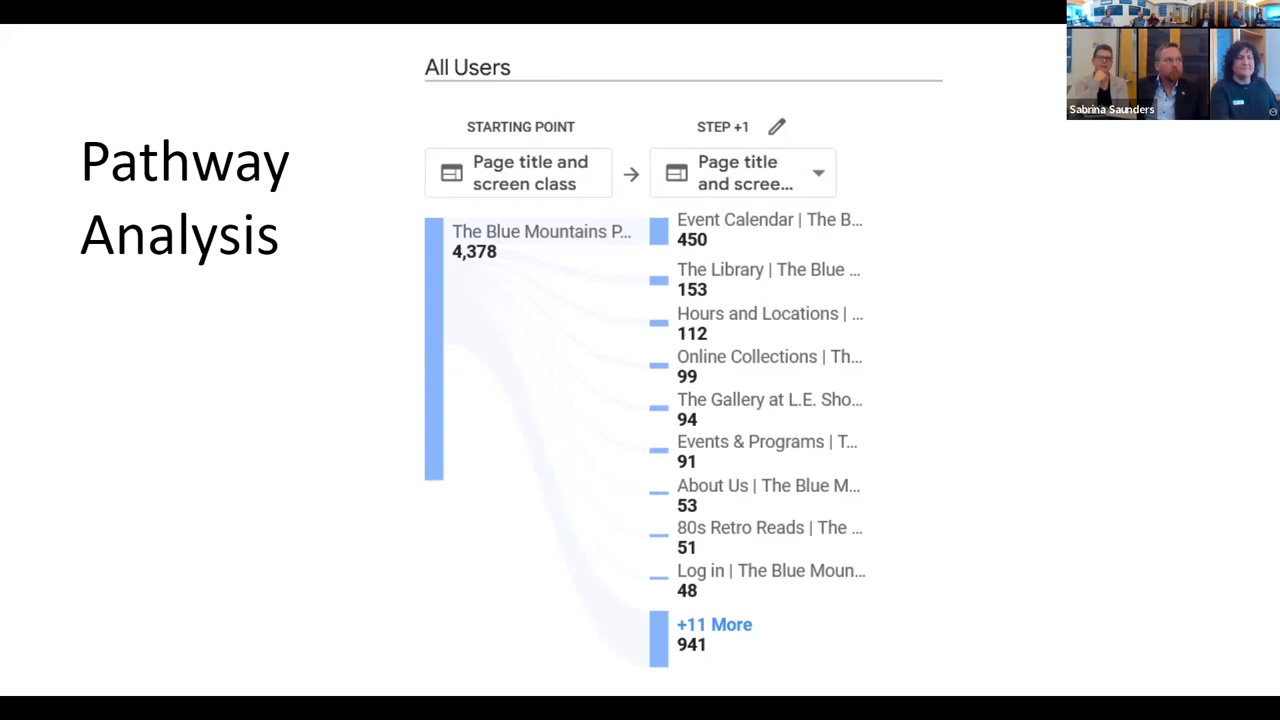 Pathway
Analysis
All Users
STARTING POINT
STEP +1
Page title and
screen class
Page title
and scree...
The Blue Mountains P...
4,378
Event Calendar | The B...
450
The Library | The Blue ...
153
Hours and Locations | ...
112
Online Collections | Th...
99
The Gallery at L.E. Sho...
94
Events & Programs | T...
91
About Us | The Blue M...
53
80s Retro Reads | The ...
51
Log in | The Blue Moun...
48
+11 More
941
Sabrina Saunders